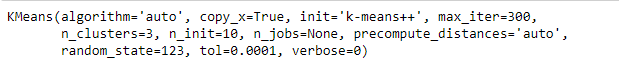 KMeans(algorithm='auto', copy_x=True, init='k-means++', max_iter=300,
n_clusters=3, n_init=10, n_jobs=None, precompute_distances='auto',
random_state=123, tol=0.0001, verbose=0)